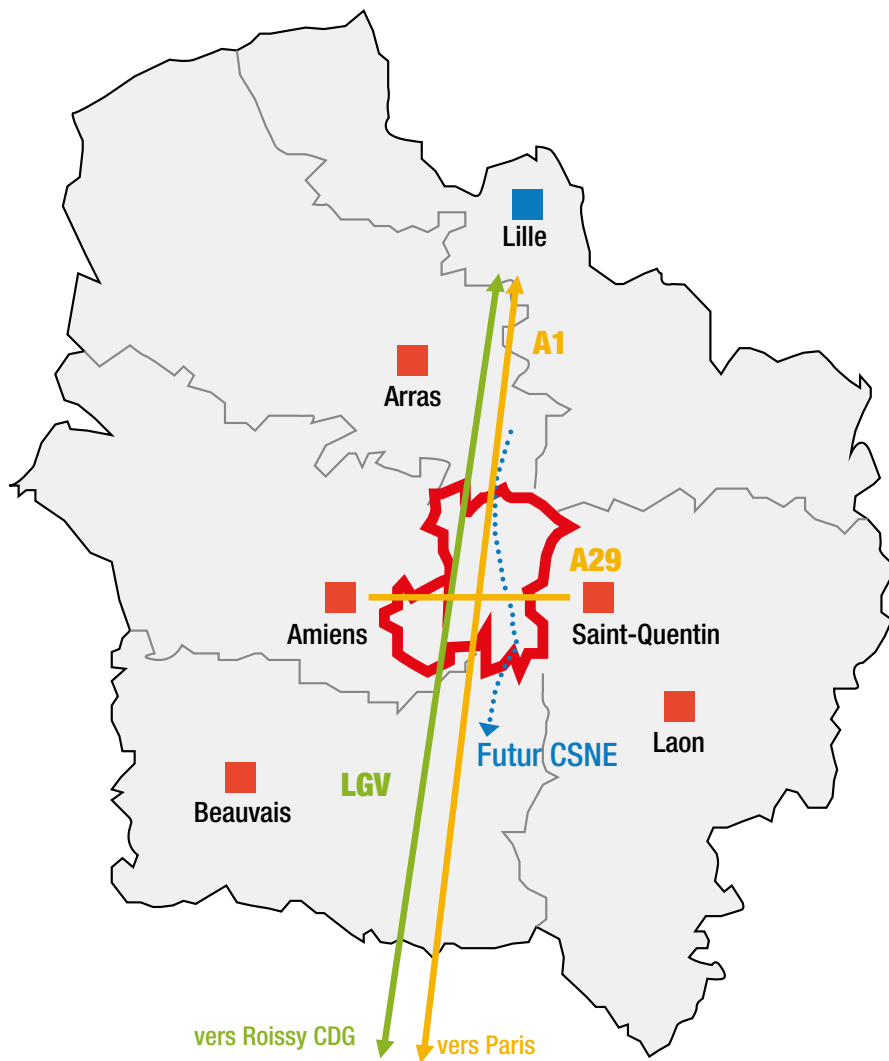 Lille
A1
Arras
A29
Amiens
Saint-Quentin
Laon
Futur CSNE
LGV
Beauvais
vers Roissy CDG
vers Paris